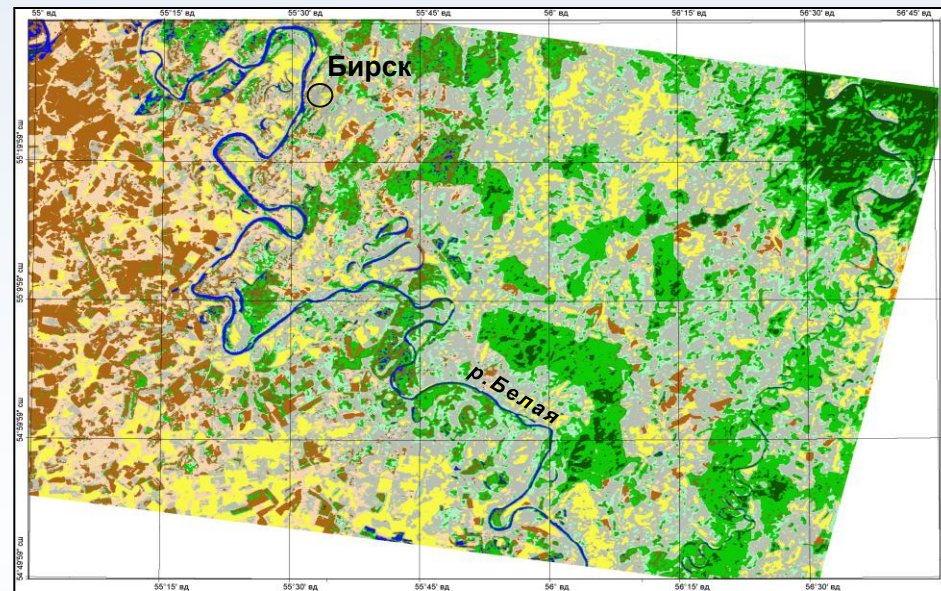 55° вд 55°15' вд 55°30' вд 55°45' вд 56° вд 56°15' вд 56°30' вд 56°45' вд
Бирск
55°19'59" сш
55°9'59" сш
р.Белая
54°59'59" сш
54°49'59" сш
55°15' вд 55°30' вд 55°45' вд 56° вд 56°15' вд 56°30' вд